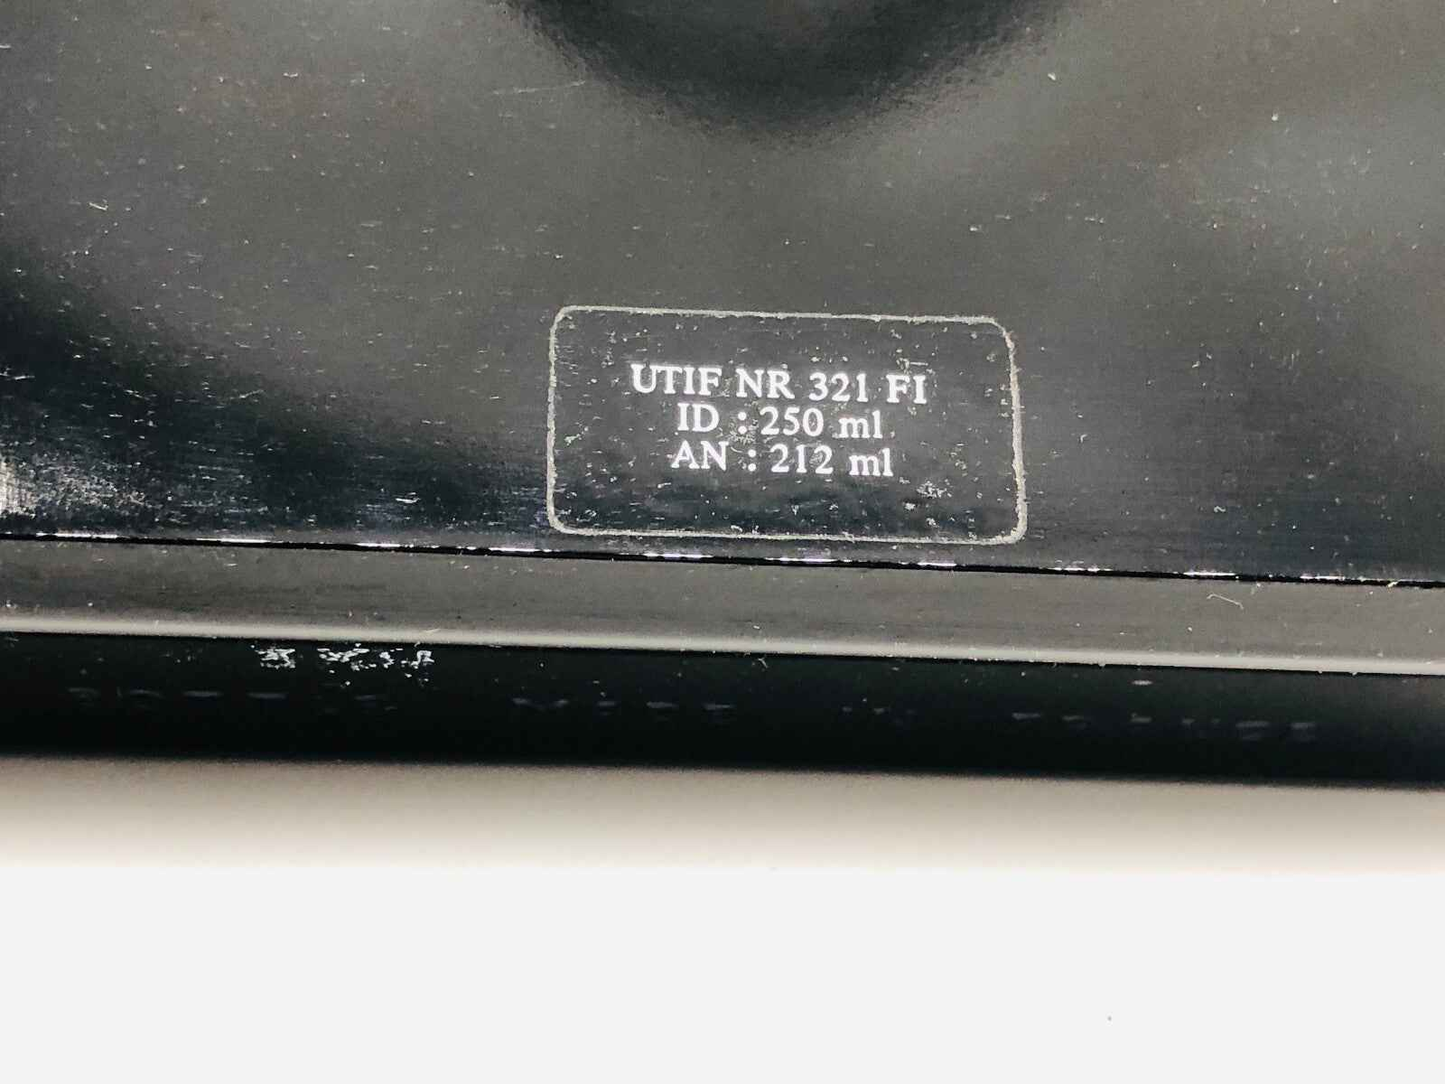 UTIF NR 321 FI
ID : 250 ml
AN : 212 ml